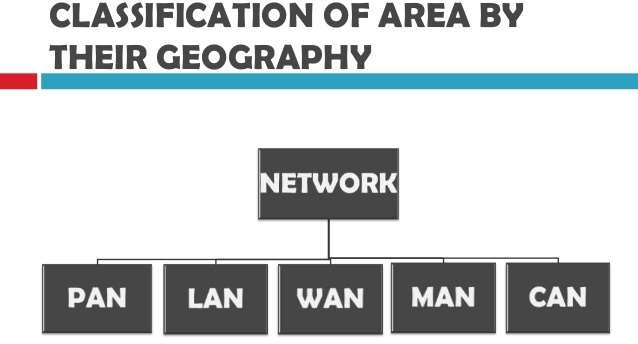 CLASSIFICATION OF AREA BY
THEIR GEOGRAPHY
NETWORK
PAN LAN WAN MAN CAN